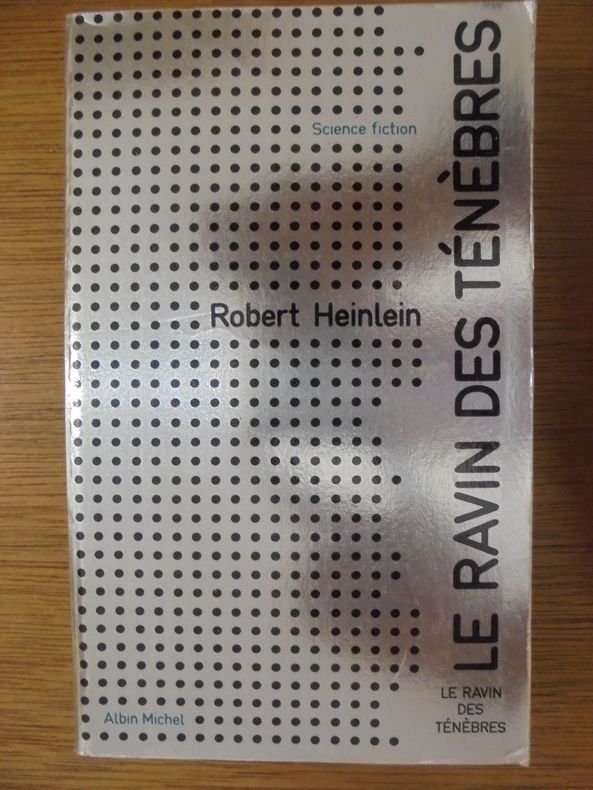 Science fiction
Robert Heinlein
LE RAVIN DES TÉNÈBRES
Albin Michel
LE RAVIN
DES
TÉNÈBRES